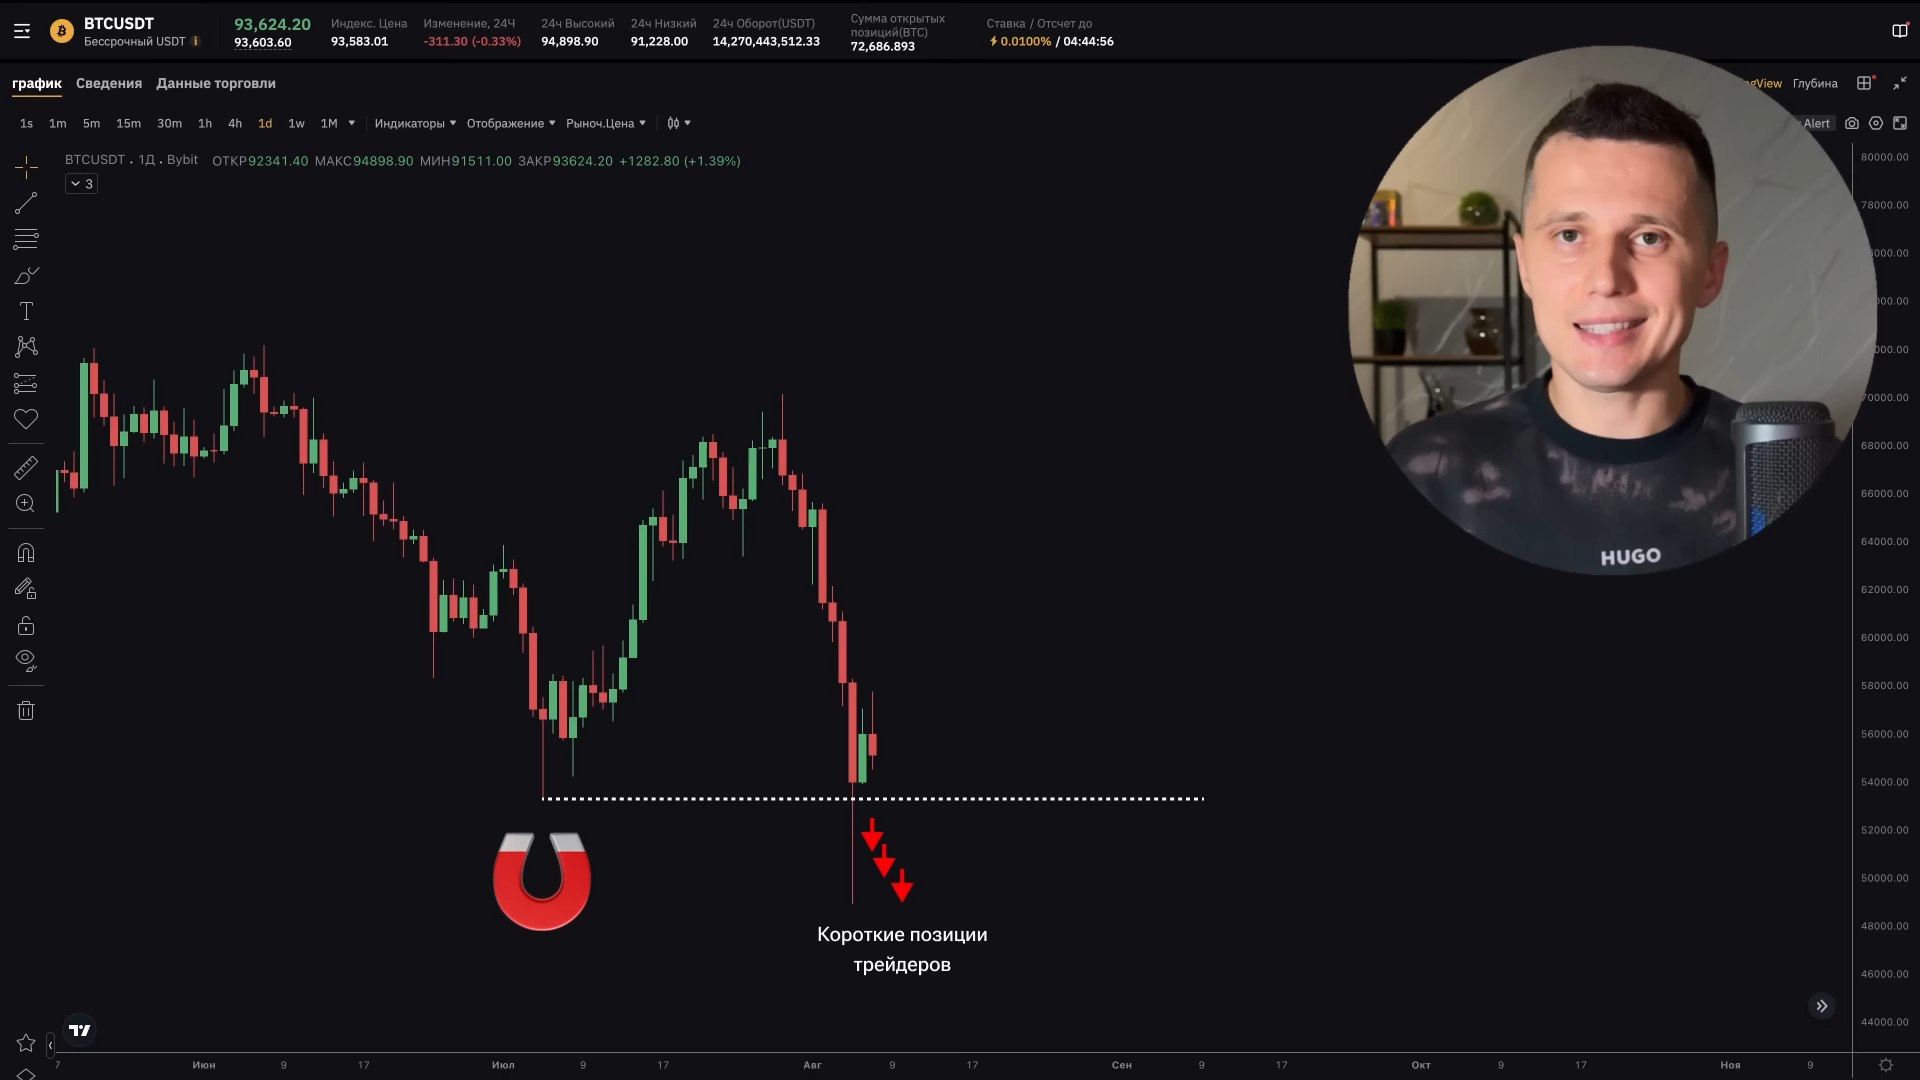 BTCUSDT
Бессрочный USDT
93,624.20
93,603.60
Индекс. Цена
93,583.01
Изменение, 24Ч
-311.30 (-0.33%)
24ч Высокий
94,898.90
24ч Низкий
91,228.00
24ч Оборот(USDT)
14,270,443,512.33
Сумма открытых
позиций(BTC)
72,686.893
Ставка / Отсчет до
0.0100% / 04:44:56
график Сведения Данные торговли
Глубина
1s 1m 5m 15m 30m 1h 4h 1d 1w 1M Индикаторы Отображение Рыноч.Цена
Alert
BTCUSDT . 1Д . Bybit ОТКР92341.40 МАКС94898.90 МИН91511.00 ЗАКР93624.20 +1282.80 (+1.39%)
3
80000.00
78000.00
70000.00
68000.00
66000.00
64000.00
62000.00
60000.00
58000.00
56000.00
54000.00
52000.00
50000.00
48000.00
46000.00
44000.00
HUGO
Короткие позиции
трейдеров
7 Июн 9 17 Июл 9 17 Авг 9 17 Сен 9 17 Окт 9 17 Ноя 9